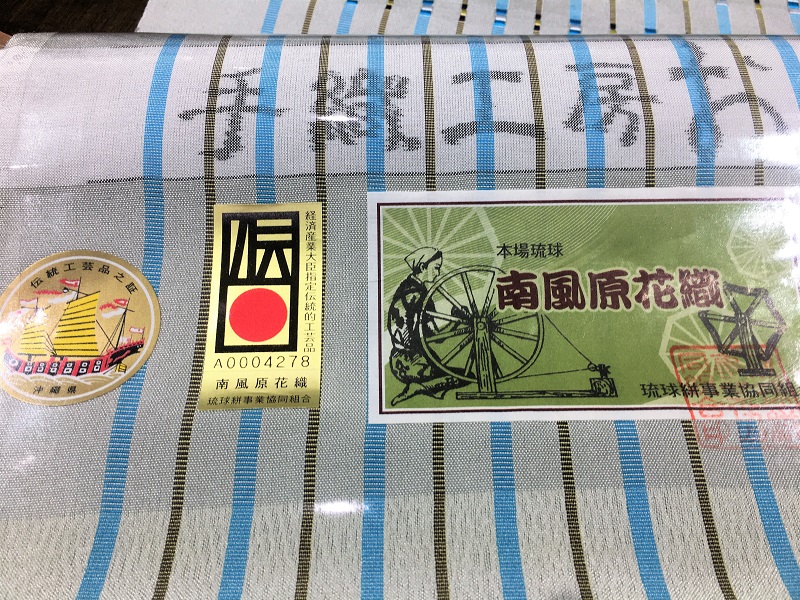 手織工房お
伝統工芸品之証
沖縄県
伝
経済産業大臣指定伝統的工芸品
A0004278
南風原花織
琉球絣事業協同組合
本場琉球
南風原花織
琉球絣事業協同組